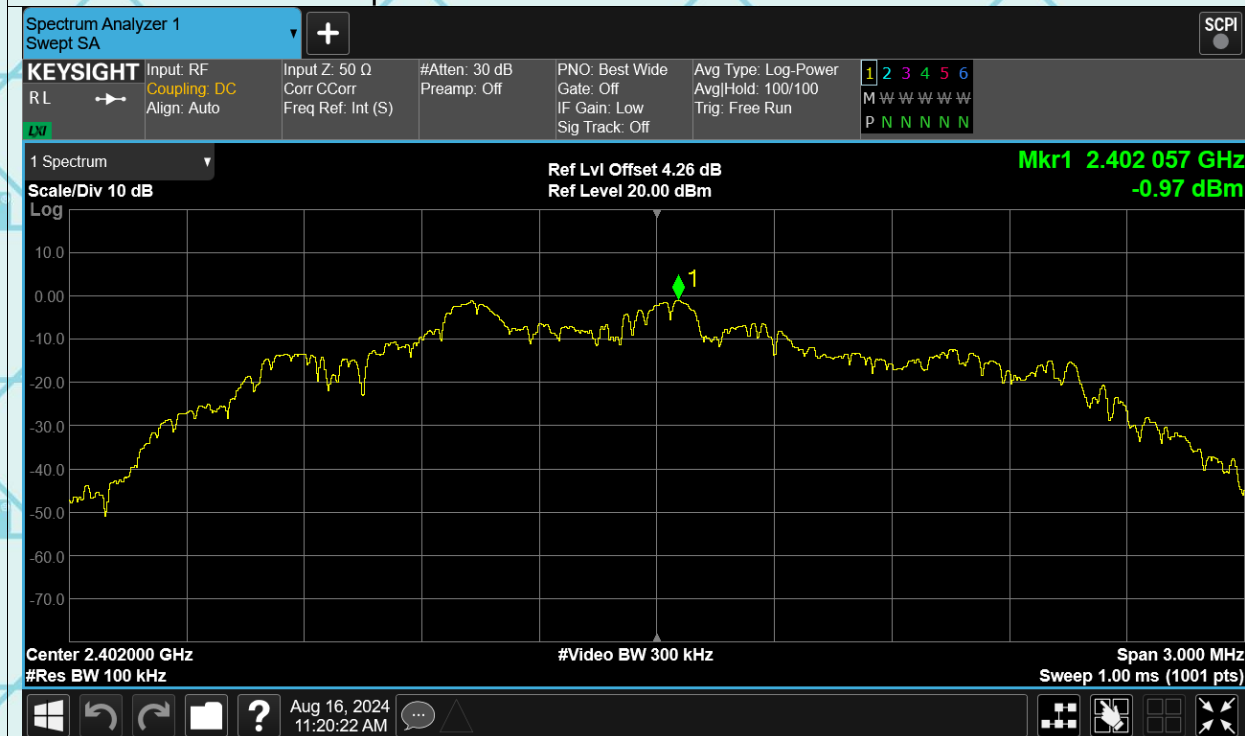 Spectrum Analyzer 1
Swept SA
+
SCPI
KEYSIGHT
R L
LXI
Input: RF
Coupling: DC
Align: Auto
Input Z: 50 Ω
Corr CCorr
Freq Ref: Int (S)
#Atten: 30 dB
Preamp: Off
PNO: Best Wide
Gate: Off
IF Gain: Low
Sig Track: Off
Avg Type: Log-Power
Avg|Hold: 100/100
Trig: Free Run
1 2 3 4 5 6
M W W W W W
P N N N N N
1 Spectrum
Scale/Div 10 dB
Log
Ref Lvl Offset 4.26 dB
Ref Level 20.00 dBm
Mkr1 2.402 057 GHz
-0.97 dBm
10.0
0.00
-10.0
-20.0
-30.0
-40.0
-50.0
-60.0
-70.0
1
Center 2.402000 GHz
#Res BW 100 kHz
#Video BW 300 kHz
Span 3.000 MHz
Sweep 1.00 ms (1001 pts)
?
Aug 16, 2024
11:20:22 AM